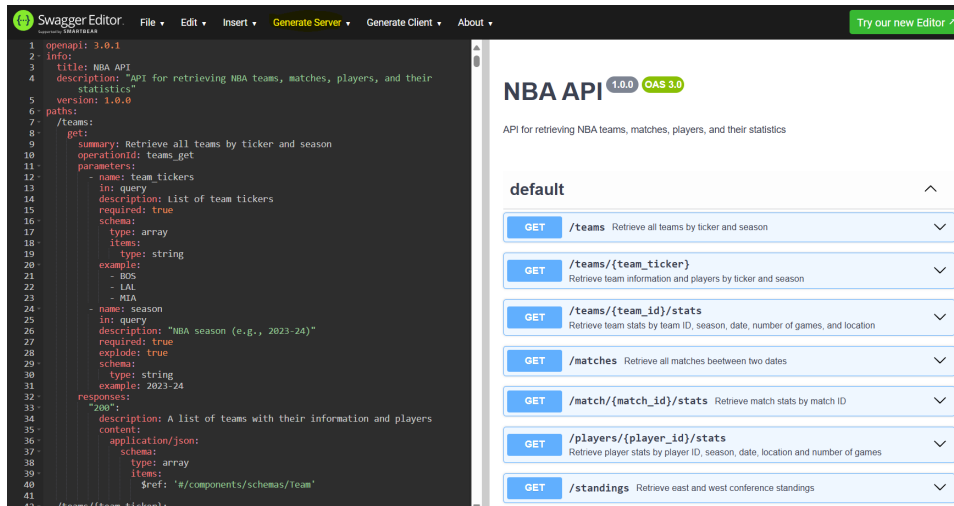 Swagger Editor
Supported by SMARTBEAR
File
Edit
Insert
Generate Server
Generate Client
About
Try our new Editor
1 openapi: 3.0.1
2 info:
3 title: NBA API
4 description: "API for retrieving NBA teams, matches, players, and their
statistics"
5 version: 1.0.0
6 paths:
7 /teams:
8 get:
9 summary: Retrieve all teams by ticker and season
10 operationId: teams_get
11 parameters:
12 - name: team_tickers
13 in: query
14 description: List of team tickers
15 required: true
16 schema:
17 type: array
18 items:
19 type: string
20 example:
21 - BOS
22 - LAL
23 - MIA
24 - name: season
25 in: query
26 description: "NBA season (e.g., 2023-24)"
27 required: true
28 explode: true
29 schema:
30 type: string
31 example: 2023-24
32 responses:
33 "200":
34 description: A list of teams with their information and players
35 content:
36 application/json:
37 schema:
38 type: array
39 items:
40 $ref: '#/components/schemas/Team'
41
42 /teams/{team_ticker}:
NBA API 1.0.0 OAS 3.0
API for retrieving NBA teams, matches, players, and their statistics
default
GET /teams Retrieve all teams by ticker and season
GET /teams/{team_ticker}
Retrieve team information and players by ticker and season
GET /teams/{team_id}/stats
Retrieve team stats by team ID, season, date, number of games, and location
GET /matches Retrieve all matches beetween two dates
GET /match/{match_id}/stats Retrieve match stats by match ID
GET /players/{player_id}/stats
Retrieve player stats by player ID, season, date, location and number of games
GET /standings Retrieve east and west conference standings